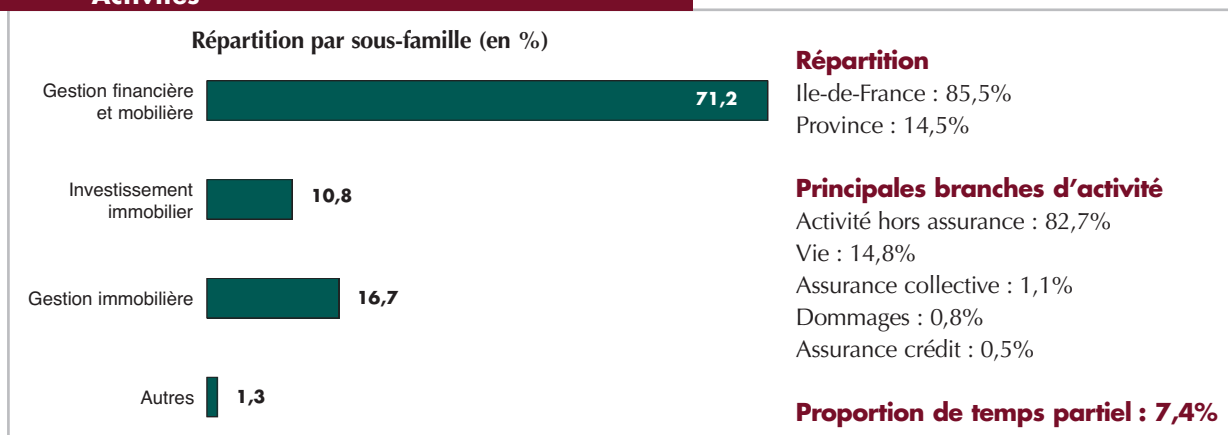 Activités
Répartition par sous-famille (en %)
Gestion financière
et mobilière
71,2
Investissement
immobilier
10,8
Gestion immobilière
16,7
Autres
1,3
Répartition
Ile-de-France : 85,5%
Province : 14,5%
Principales branches d’activité
Activité hors assurance : 82,7%
Vie : 14,8%
Assurance collective : 1,1%
Dommages : 0,8%
Assurance crédit : 0,5%
Proportion de temps partiel : 7,4%